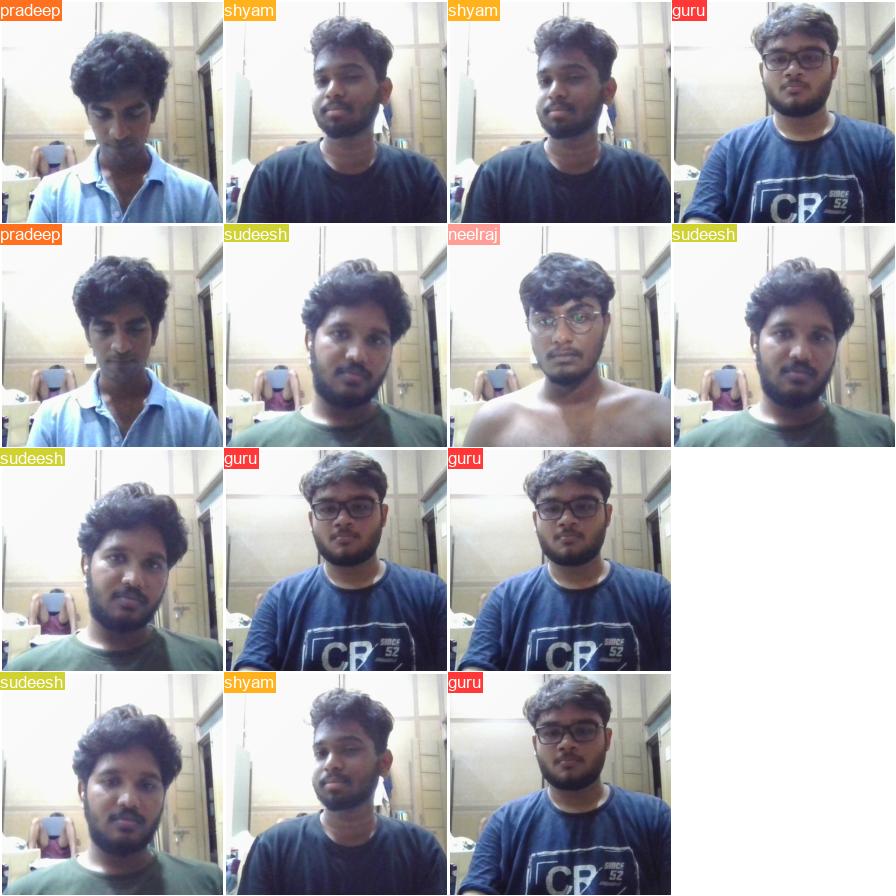 pradeep
shyam
shyam
guru
CR
SINCE
52
pradeep
sudeesh
neelraj
sudeesh
sudeesh
guru
guru
CR
SINCE
52
CR
SINCE
52
sudeesh
shyam
guru
CR
SINCE
52